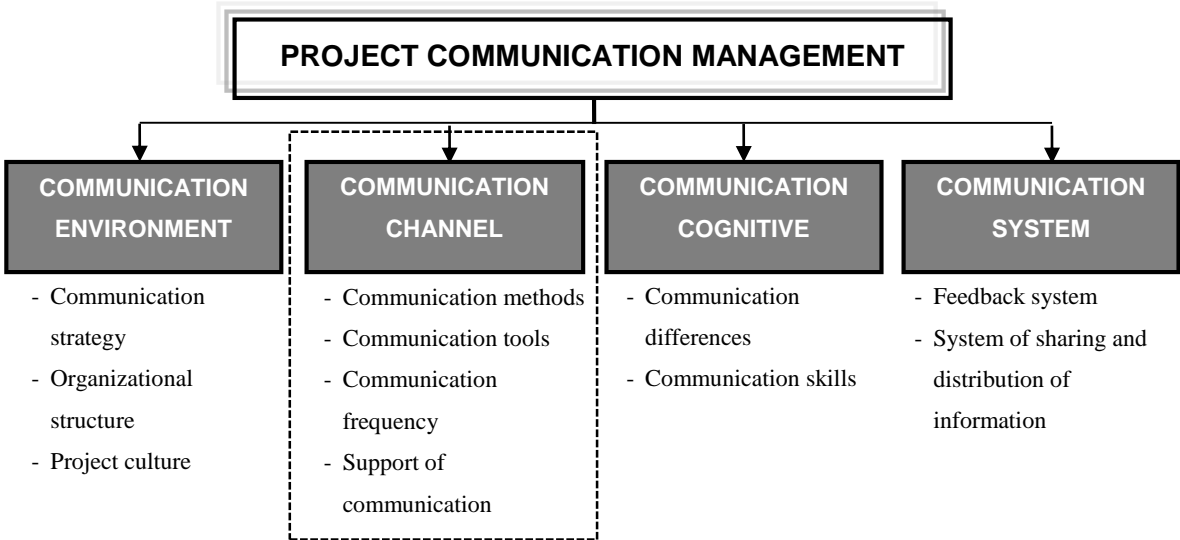 PROJECT COMMUNICATION MANAGEMENT
COMMUNICATION
ENVIRONMENT
- Communication
strategy
- Organizational
structure
- Project culture
COMMUNICATION
CHANNEL
- Communication methods
- Communication tools
- Communication
frequency
- Support of
communication
COMMUNICATION
COGNITIVE
- Communication
differences
- Communication skills
COMMUNICATION
SYSTEM
- Feedback system
- System of sharing and
distribution of
information